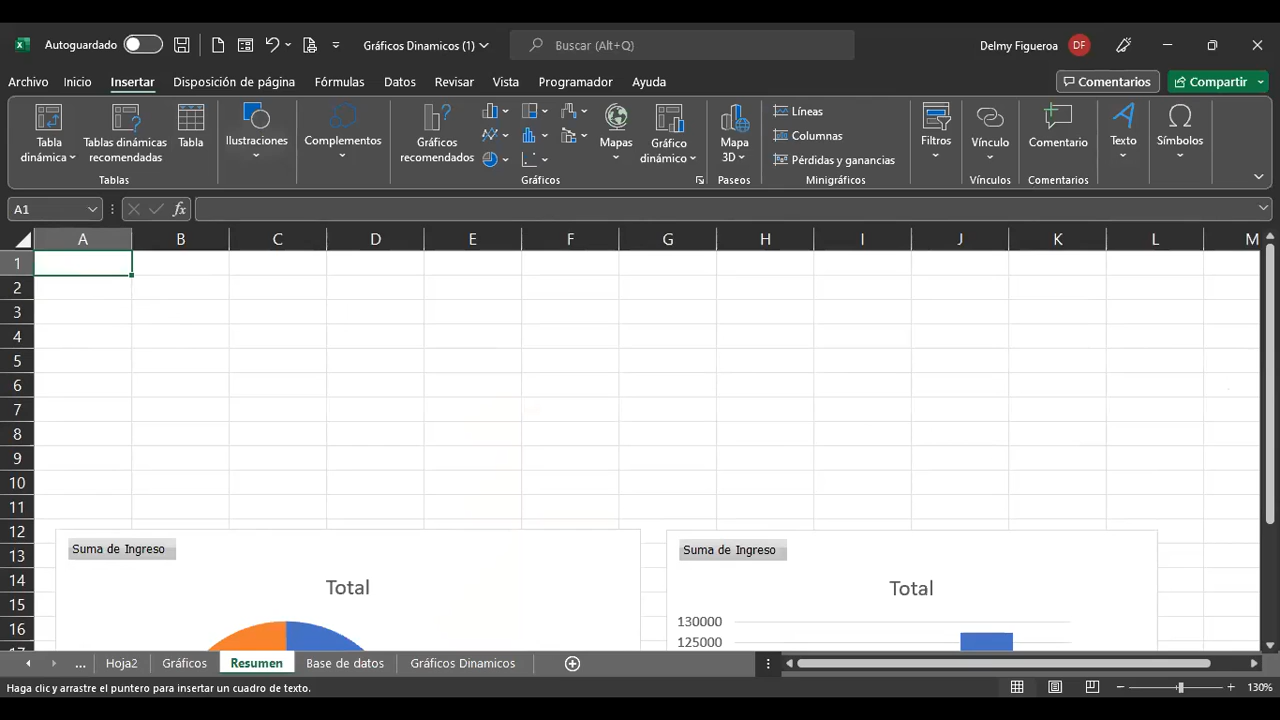 Autoguardado
Gráficos Dinamicos (1)
Buscar (Alt+Q)
Delmy Figueroa
DF
Archivo Inicio Insertar Disposición de página Fórmulas Datos Revisar Vista Programador Ayuda
Comentarios
Compartir
Tabla
dinámica
Tablas dinámicas
recomendadas
Tabla
Tablas
Ilustraciones
Complementos
Gráficos
recomendados
Mapas
Gráfico
dinámico
Gráficos
Mapa
3D
Paseos
Líneas
Columnas
Pérdidas y ganancias
Minigráficos
Filtros
Vínculo
Vínculos
Comentario
Comentarios
Texto
Símbolos
A1
fx
A B C D E F G H I J K L M
1
2
3
4
5
6
7
8
9
10
11
12
13
14
15
16
17
Suma de Ingreso
Total
Suma de Ingreso
Total
130000
125000
... Hoja2 Gráficos Resumen Base de datos Gráficos Dinamicos
Haga clic y arrastre el puntero para insertar un cuadro de texto.
130%